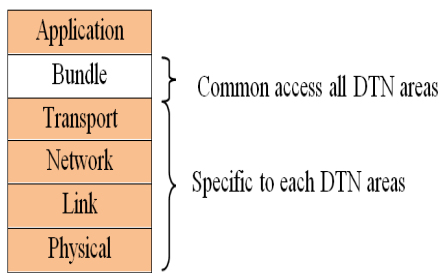 Application
Bundle
Common access all DTN areas
Transport
Network
Specific to each DTN areas
Link
Physical